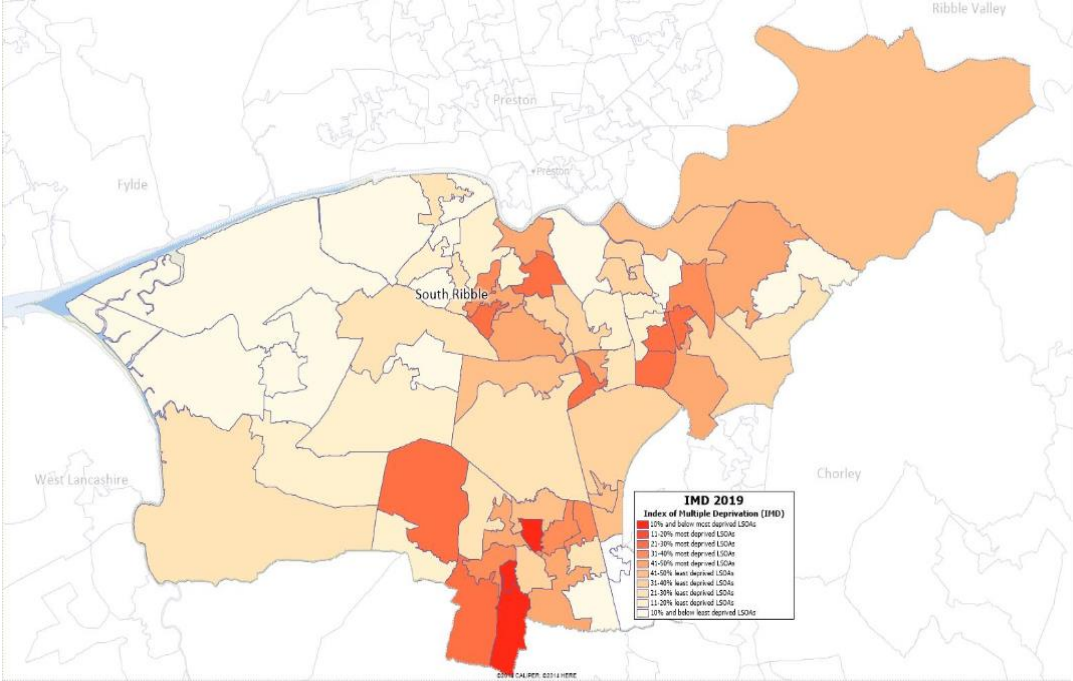 Ribble Valley
Preston
Preston
Fylde
South Ribble
West Lancashire
Chorley
IMD 2019
Index of Multiple Deprivation (IMD)
10% and below most deprived LSOAs
11-20% most deprived LSOAs
21-30% most deprived LSOAs
31-40% most deprived LSOAs
41-50% most deprived LSOAs
41-50% least deprived LSOAs
31-40% least deprived LSOAs
21-30% least deprived LSOAs
11-20% least deprived LSOAs
10% and below least deprived LSOAs
CALIPER, ©2014 HERE